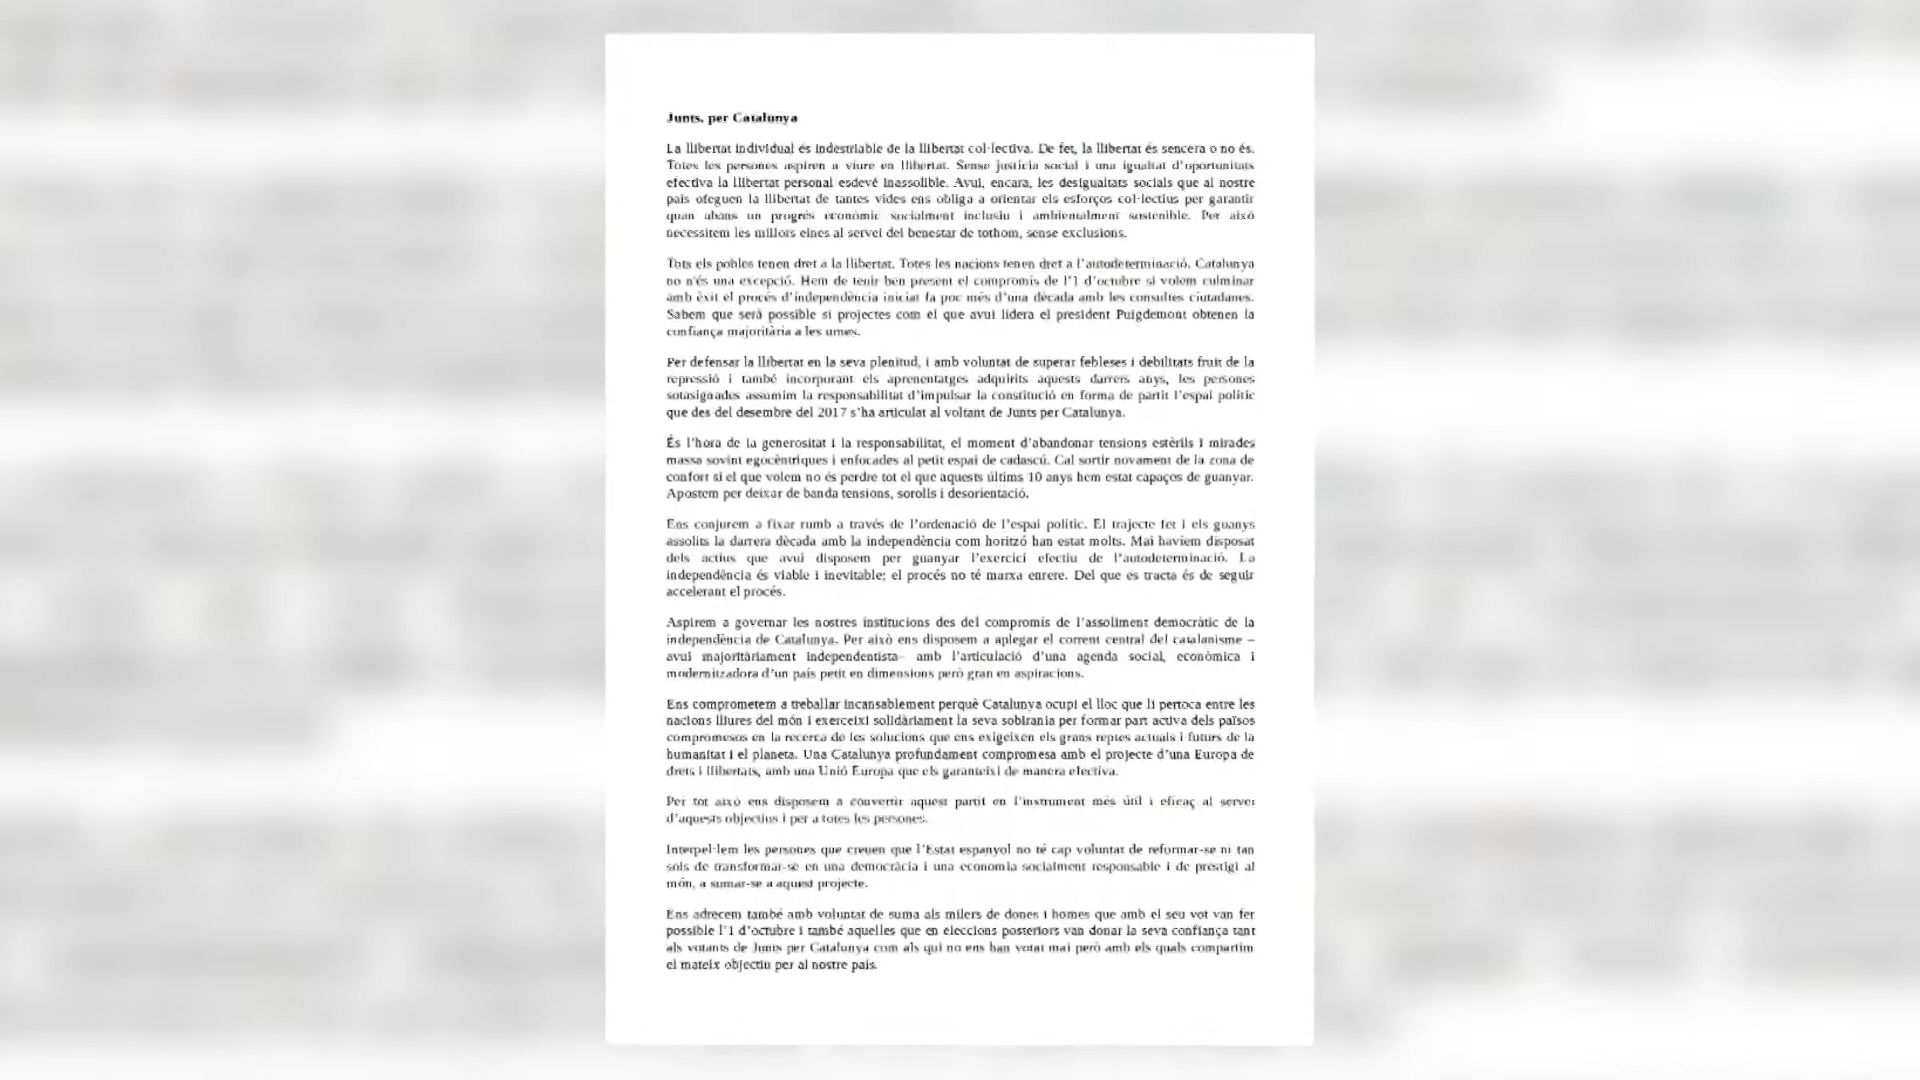 Junts, per Catalunya
La llibertat individual és indestriable de la llibertat col·lectiva. De fet, la llibertat és sencera o no és.
Totes les persones aspiren a viure en llibertat. Sense justícia social i una igualtat d'oportunitats
efectiva la llibertat personal esdevé inassolible. Avui, encara, les desigualtats socials que al nostre
país ofeguen la llibertat de tantes vides ens obliga a orientar els esforços col·lectius per garantir
quan abans un progrés econòmic socialment inclusiu i ambientalment sostenible. Per això
necessitem les millors eines al servei del benestar de tothom, sense exclusions.
Tots els pobles tenen dret a la llibertat. Totes les nacions tenen dret a l'autodeterminació. Catalunya
no n'és una excepció. Hem de tenir ben present el compromís de l'1 d'octubre si volem culminar
amb èxit el procés d'independència iniciat fa poc més d'una dècada amb les consultes ciutadanes.
Sabem que serà possible si projectes com el que avui lidera el president Puigdemont obtenen la
confiança majoritària a les urnes.
Per defensar la llibertat en la seva plenitud, i amb voluntat de superar febleses i debilitats fruit de la
repressió i també incorporant els aprenentatges adquirits aquests darrers anys, les persones
sotasignades assumim la responsabilitat d'impulsar la constitució en forma de partit l'espai polític
que des del desembre del 2017 s'ha articulat al voltant de Junts per Catalunya.
És l'hora de la generositat i la responsabilitat, el moment d'abandonar tensions estèrils i mirades
massa sovint egocèntriques i enfocades al petit espai de cadascú. Cal sortir novament de la zona de
confort si el que volem no és perdre tot el que aquests últims 10 anys hem estat capaços de guanyar.
Apostem per deixar de banda tensions, sorolls i desorientació.
Ens conjurem a fixar rumb a través de l'ordenació de l'espai polític. El trajecte fet i els guanys
assolits la darrera dècada amb la independència com horitzó han estat molts. Mai havíem disposat
dels actius que avui disposem per guanyar l'exercici efectiu de l'autodeterminació. La
independència és viable i inevitable; el procés no té marxa enrere. Del que es tracta és de seguir
accelerant el procés.
Aspirem a governar les nostres institucions des del compromís de l'assoliment democràtic de la
independència de Catalunya. Per això ens disposem a aplegar el corrent central del catalanisme –
avui majoritàriament independentista– amb l'articulació d'una agenda social, econòmica i
modernitzadora d'un país petit en dimensions però gran en aspiracions.
Ens comprometem a treballar incansablement perquè Catalunya ocupi el lloc que li pertoca entre les
nacions lliures del món i exerceixi solidàriament la seva sobirania per formar part activa dels països
compromesos en la recerca de les solucions que ens exigeixen els grans reptes actuals i futurs de la
humanitat i el planeta. Una Catalunya profundament compromesa amb el projecte d'una Europa de
drets i llibertats, amb una Unió Europa que els garanteixi de manera efectiva.
Per tot això ens disposem a convertir aquest partit en l'instrument més útil i eficaç al servei
d'aquests objectius i per a totes les persones.
Interpel·lem les persones que creuen que l'Estat espanyol no té cap voluntat de reformar-se ni tan
sols de transformar-se en una democràcia i una economia socialment responsable i de prestigi al
món, a sumar-se a aquest projecte.
Ens adrecem també amb voluntat de suma als milers de dones i homes que amb el seu vot van fer
possible l'1 d'octubre i també aquelles que en eleccions posteriors van donar la seva confiança tant
als votants de Junts per Catalunya com als qui no ens han votat mai però amb els quals compartim
el mateix objectiu per al nostre país.